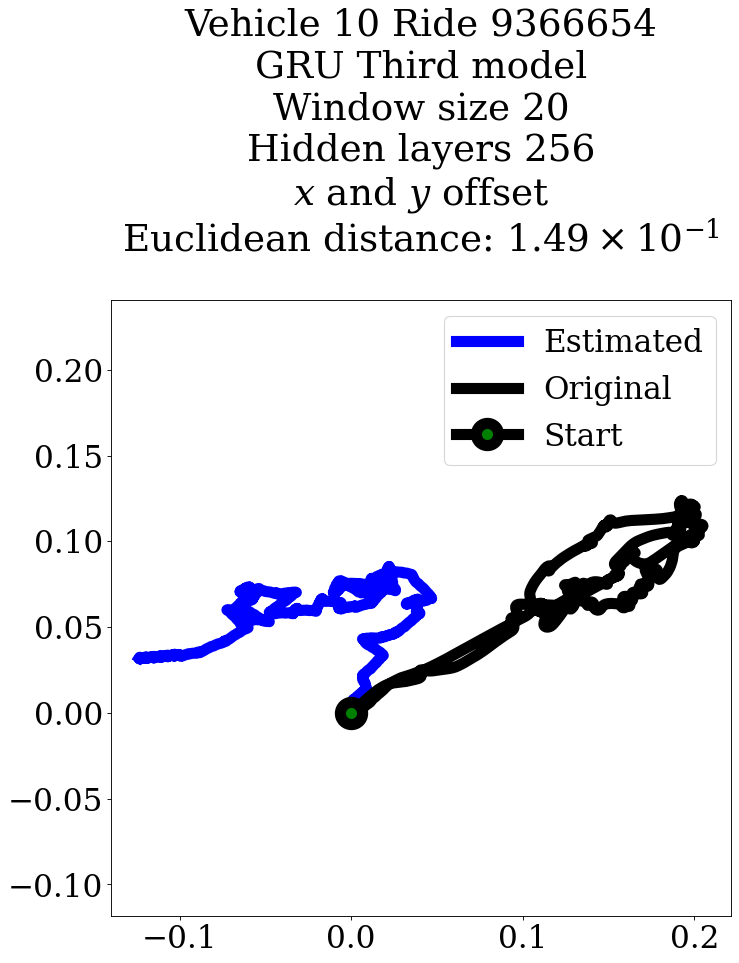 Vehicle 10 Ride 9366654
GRU Third model
Window size 20
Hidden layers 256
x and y offset
Euclidean distance: 1.49 × 10⁻¹
Estimated
Original
Start
0.20
0.15
0.10
0.05
0.00
−0.05
−0.10
−0.1 0.0 0.1 0.2